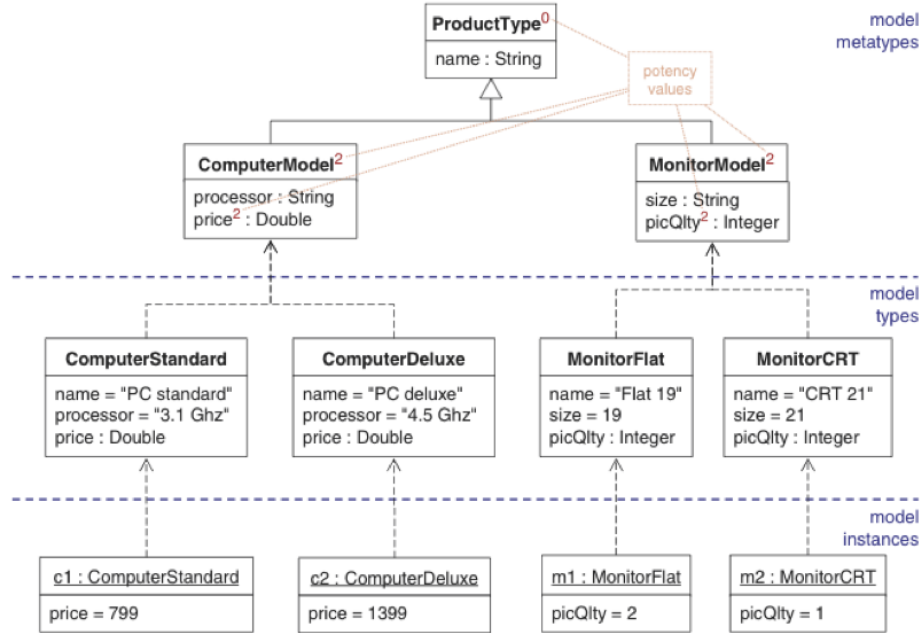 ProductType0
name : String
model
metatypes
potency
values
ComputerModel2
processor : String
price2 : Double
MonitorModel2
size : String
picQlty2 : Integer
model
types
ComputerStandard
name = "PC standard"
processor = "3.1 Ghz"
price : Double
ComputerDeluxe
name = "PC deluxe"
processor = "4.5 Ghz"
price : Double
MonitorFlat
name = "Flat 19"
size = 19
picQlty : Integer
MonitorCRT
name = "CRT 21"
size = 21
picQlty : Integer
model
instances
c1 : ComputerStandard
price = 799
c2 : ComputerDeluxe
price = 1399
m1 : MonitorFlat
picQlty = 2
m2 : MonitorCRT
picQlty = 1